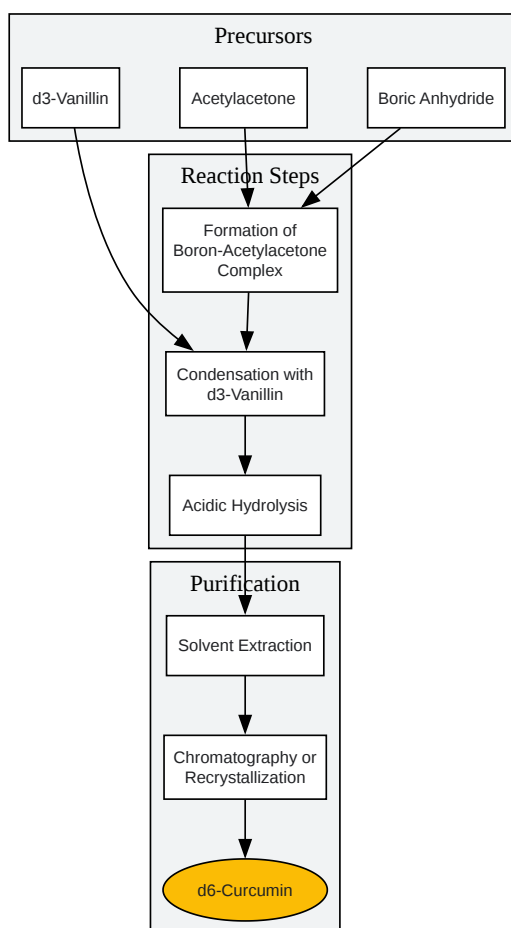 Precursors
d3-Vanillin
Acetylacetone
Boric Anhydride
Reaction Steps
Formation of
Boron-Acetylacetone
Complex
Condensation with
d3-Vanillin
Acidic Hydrolysis
Purification
Solvent Extraction
Chromatography or
Recrystallization
d6-Curcumin